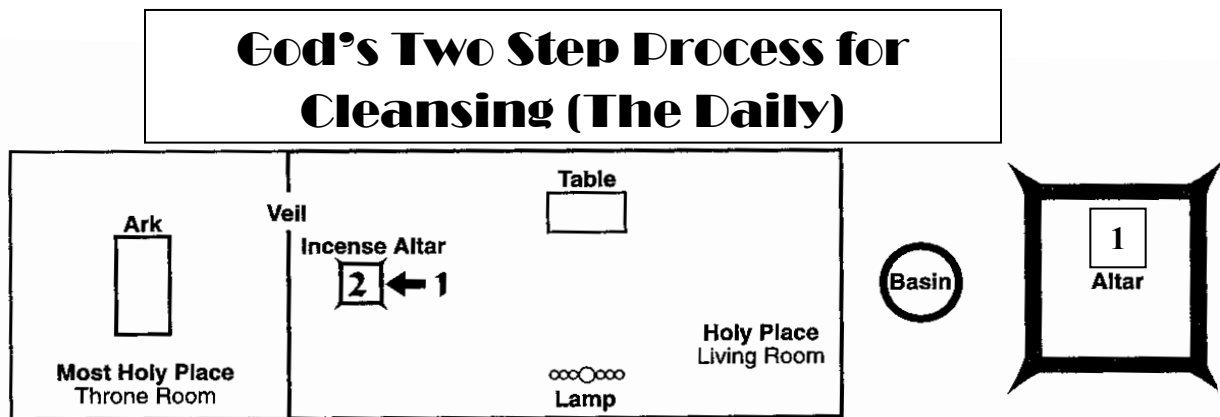 God's Two Step Process for
Cleansing (The Daily)
Ark
Most Holy Place
Throne Room
Veil
Incense Altar
2
1
Table
Holy Place
Living Room
Lamp
Basin
1
Altar